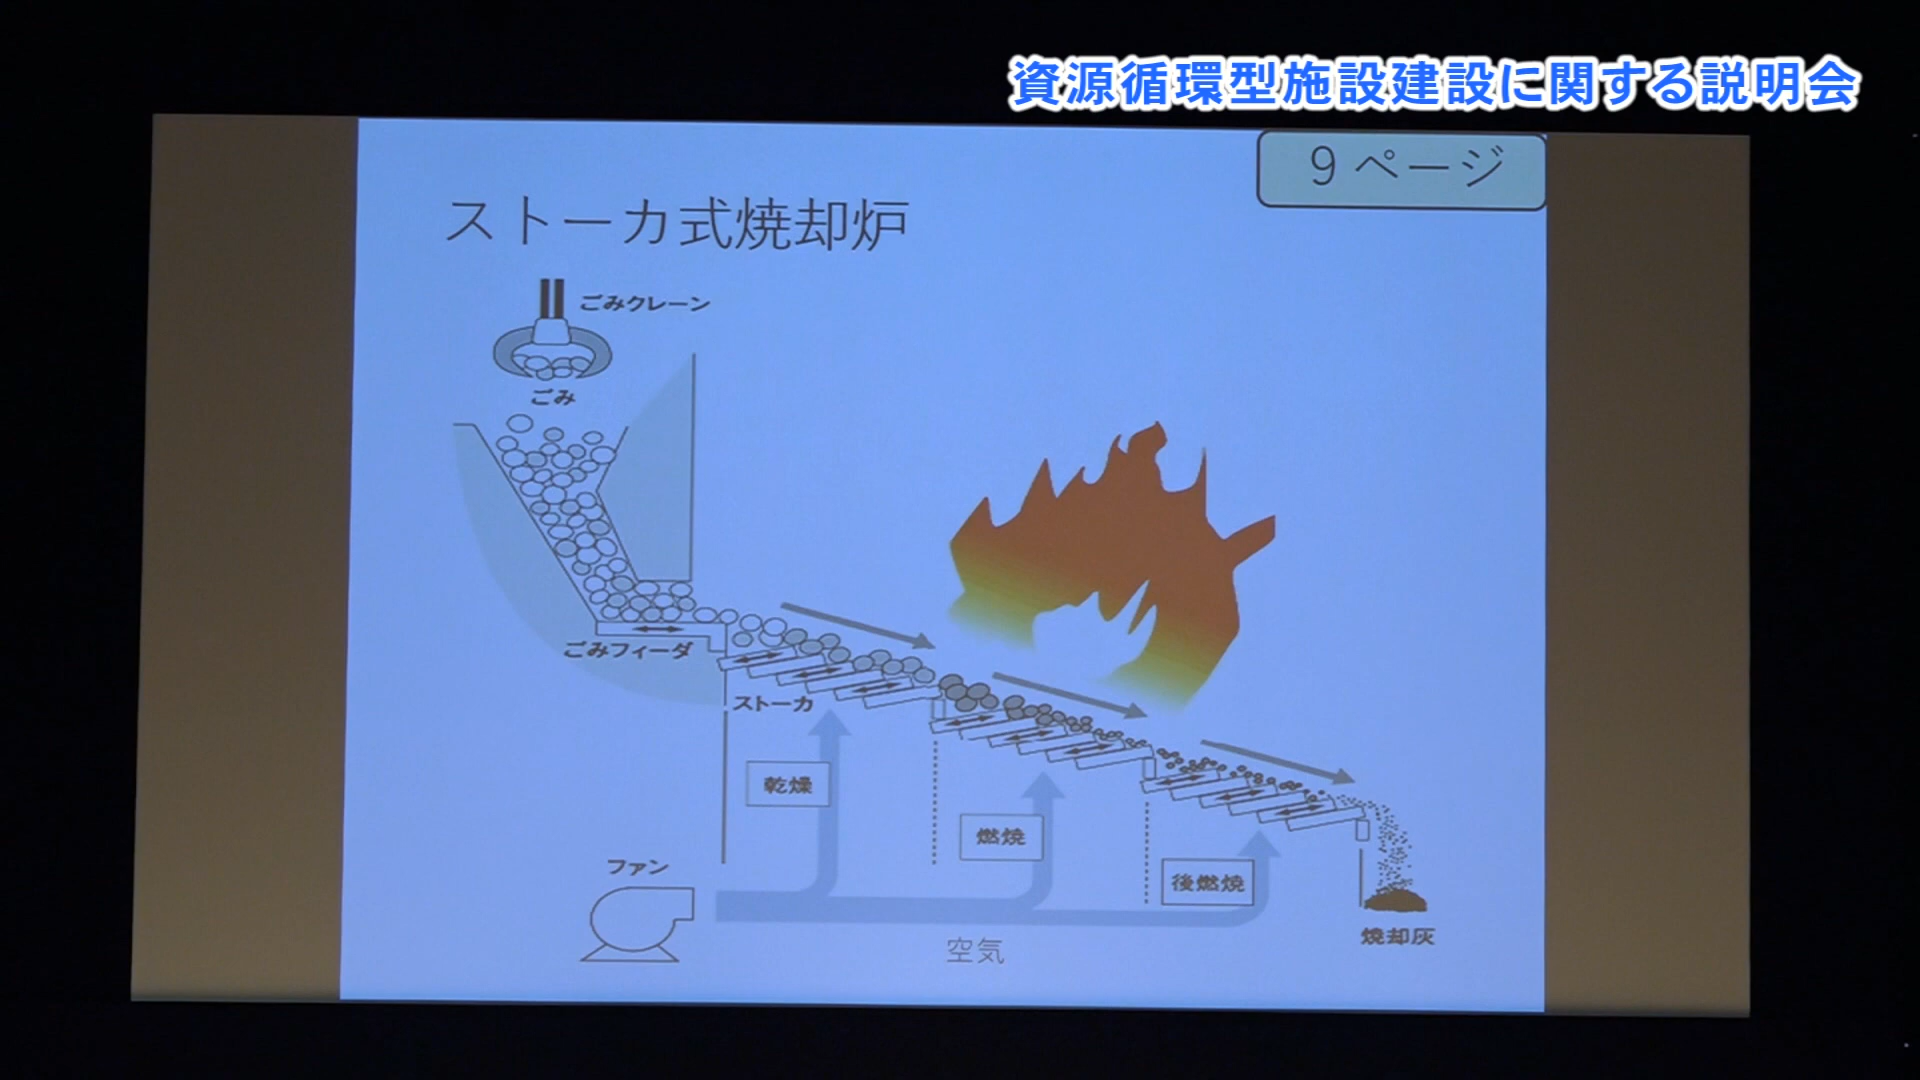 資源循環型施設建設に関する説明会
9 ページ
ストーカ式焼却炉
ごみクレーン
ごみ
ごみフィーダ
ストーカ
乾燥
燃焼
後燃焼
ファン
空気
焼却灰